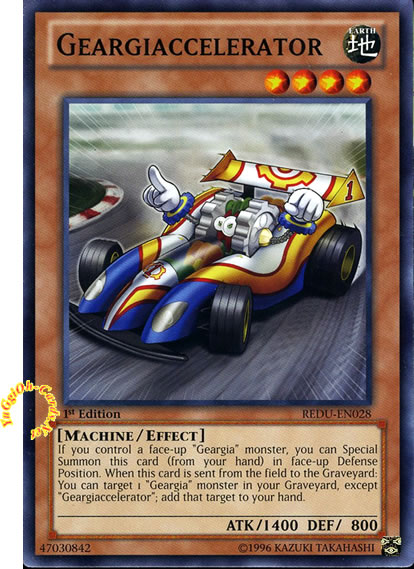 GEARGIACCELERATOR
EARTH
地
1
YuGgiOh-Cards.Net
1st Edition
REDU-EN028
[MACHINE/EFFECT]
If you control a face-up "Geargia" monster, you can Special
Summon this card (from your hand) in face-up Defense
Position. When this card is sent from the field to the Graveyard:
You can target 1 "Geargia" monster in your Graveyard, except
"Geargiaccelerator"; add that target to your hand.
ATK/1400 DEF/ 800
47030842
©1996 KAZUKI TAKAHASHI